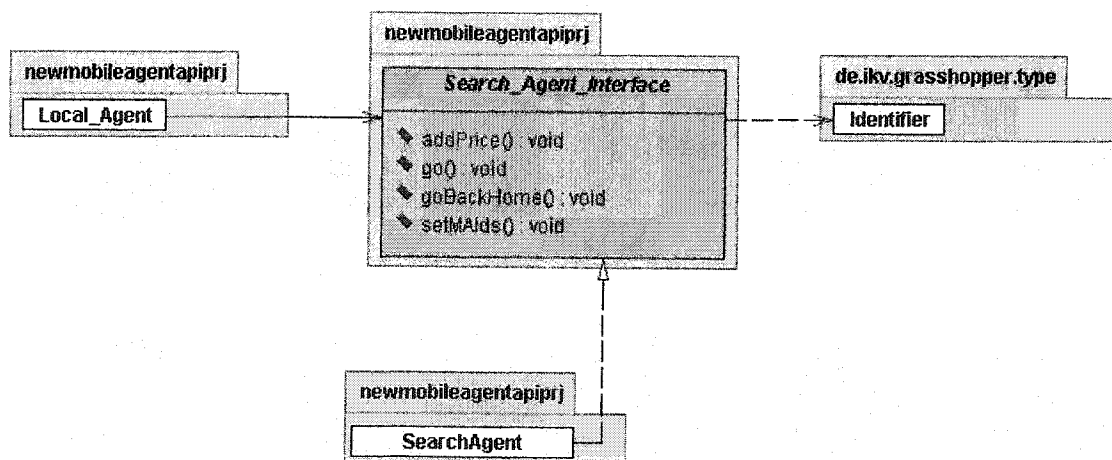 newmobileagentapiprj
Search_Agent_Interface
addPrice() : void
go() : void
goBackHome() : void
setMAIds() : void
newmobileagentapiprj
Local_Agent
de.ikv.grasshopper.type
Identifier
newmobileagentapiprj
SearchAgent